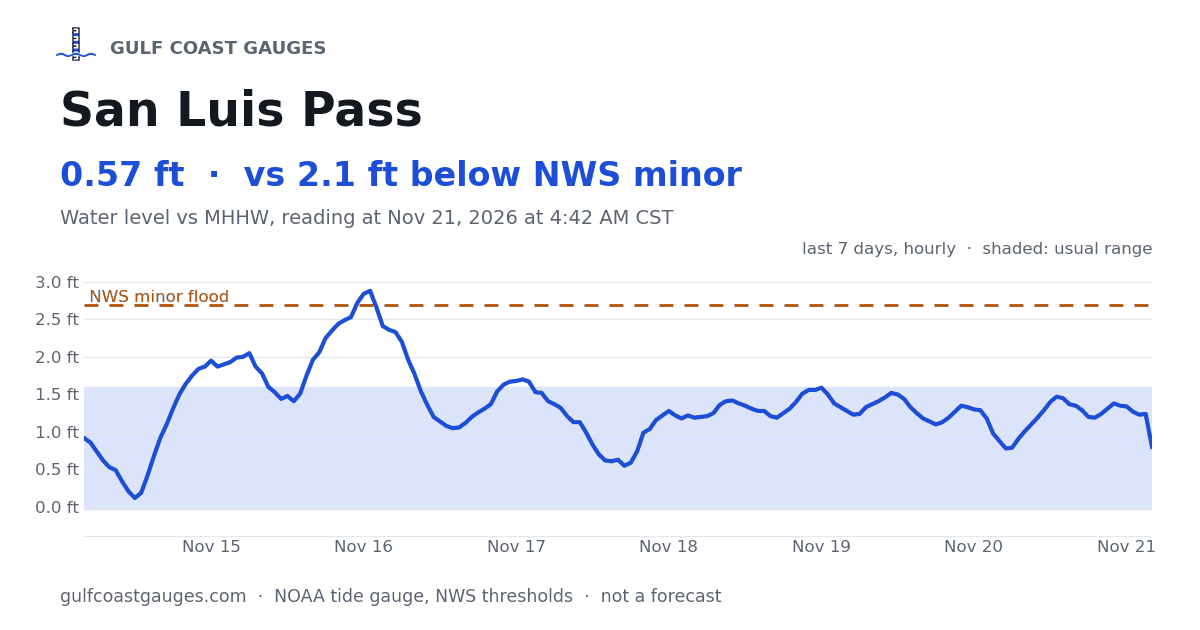 GULF COAST GAUGES
San Luis Pass
0.57 ft · vs 2.1 ft below NWS minor
Water level vs MHHW, reading at Nov 21, 2026 at 4:42 AM CST
last 7 days, hourly · shaded: usual range
3.0 ft
NWS minor flood
2.5 ft
2.0 ft
1.5 ft
1.0 ft
0.5 ft
0.0 ft
Nov 15 Nov 16 Nov 17 Nov 18 Nov 19 Nov 20 Nov 21
gulfcoastgauges.com · NOAA tide gauge, NWS thresholds · not a forecast